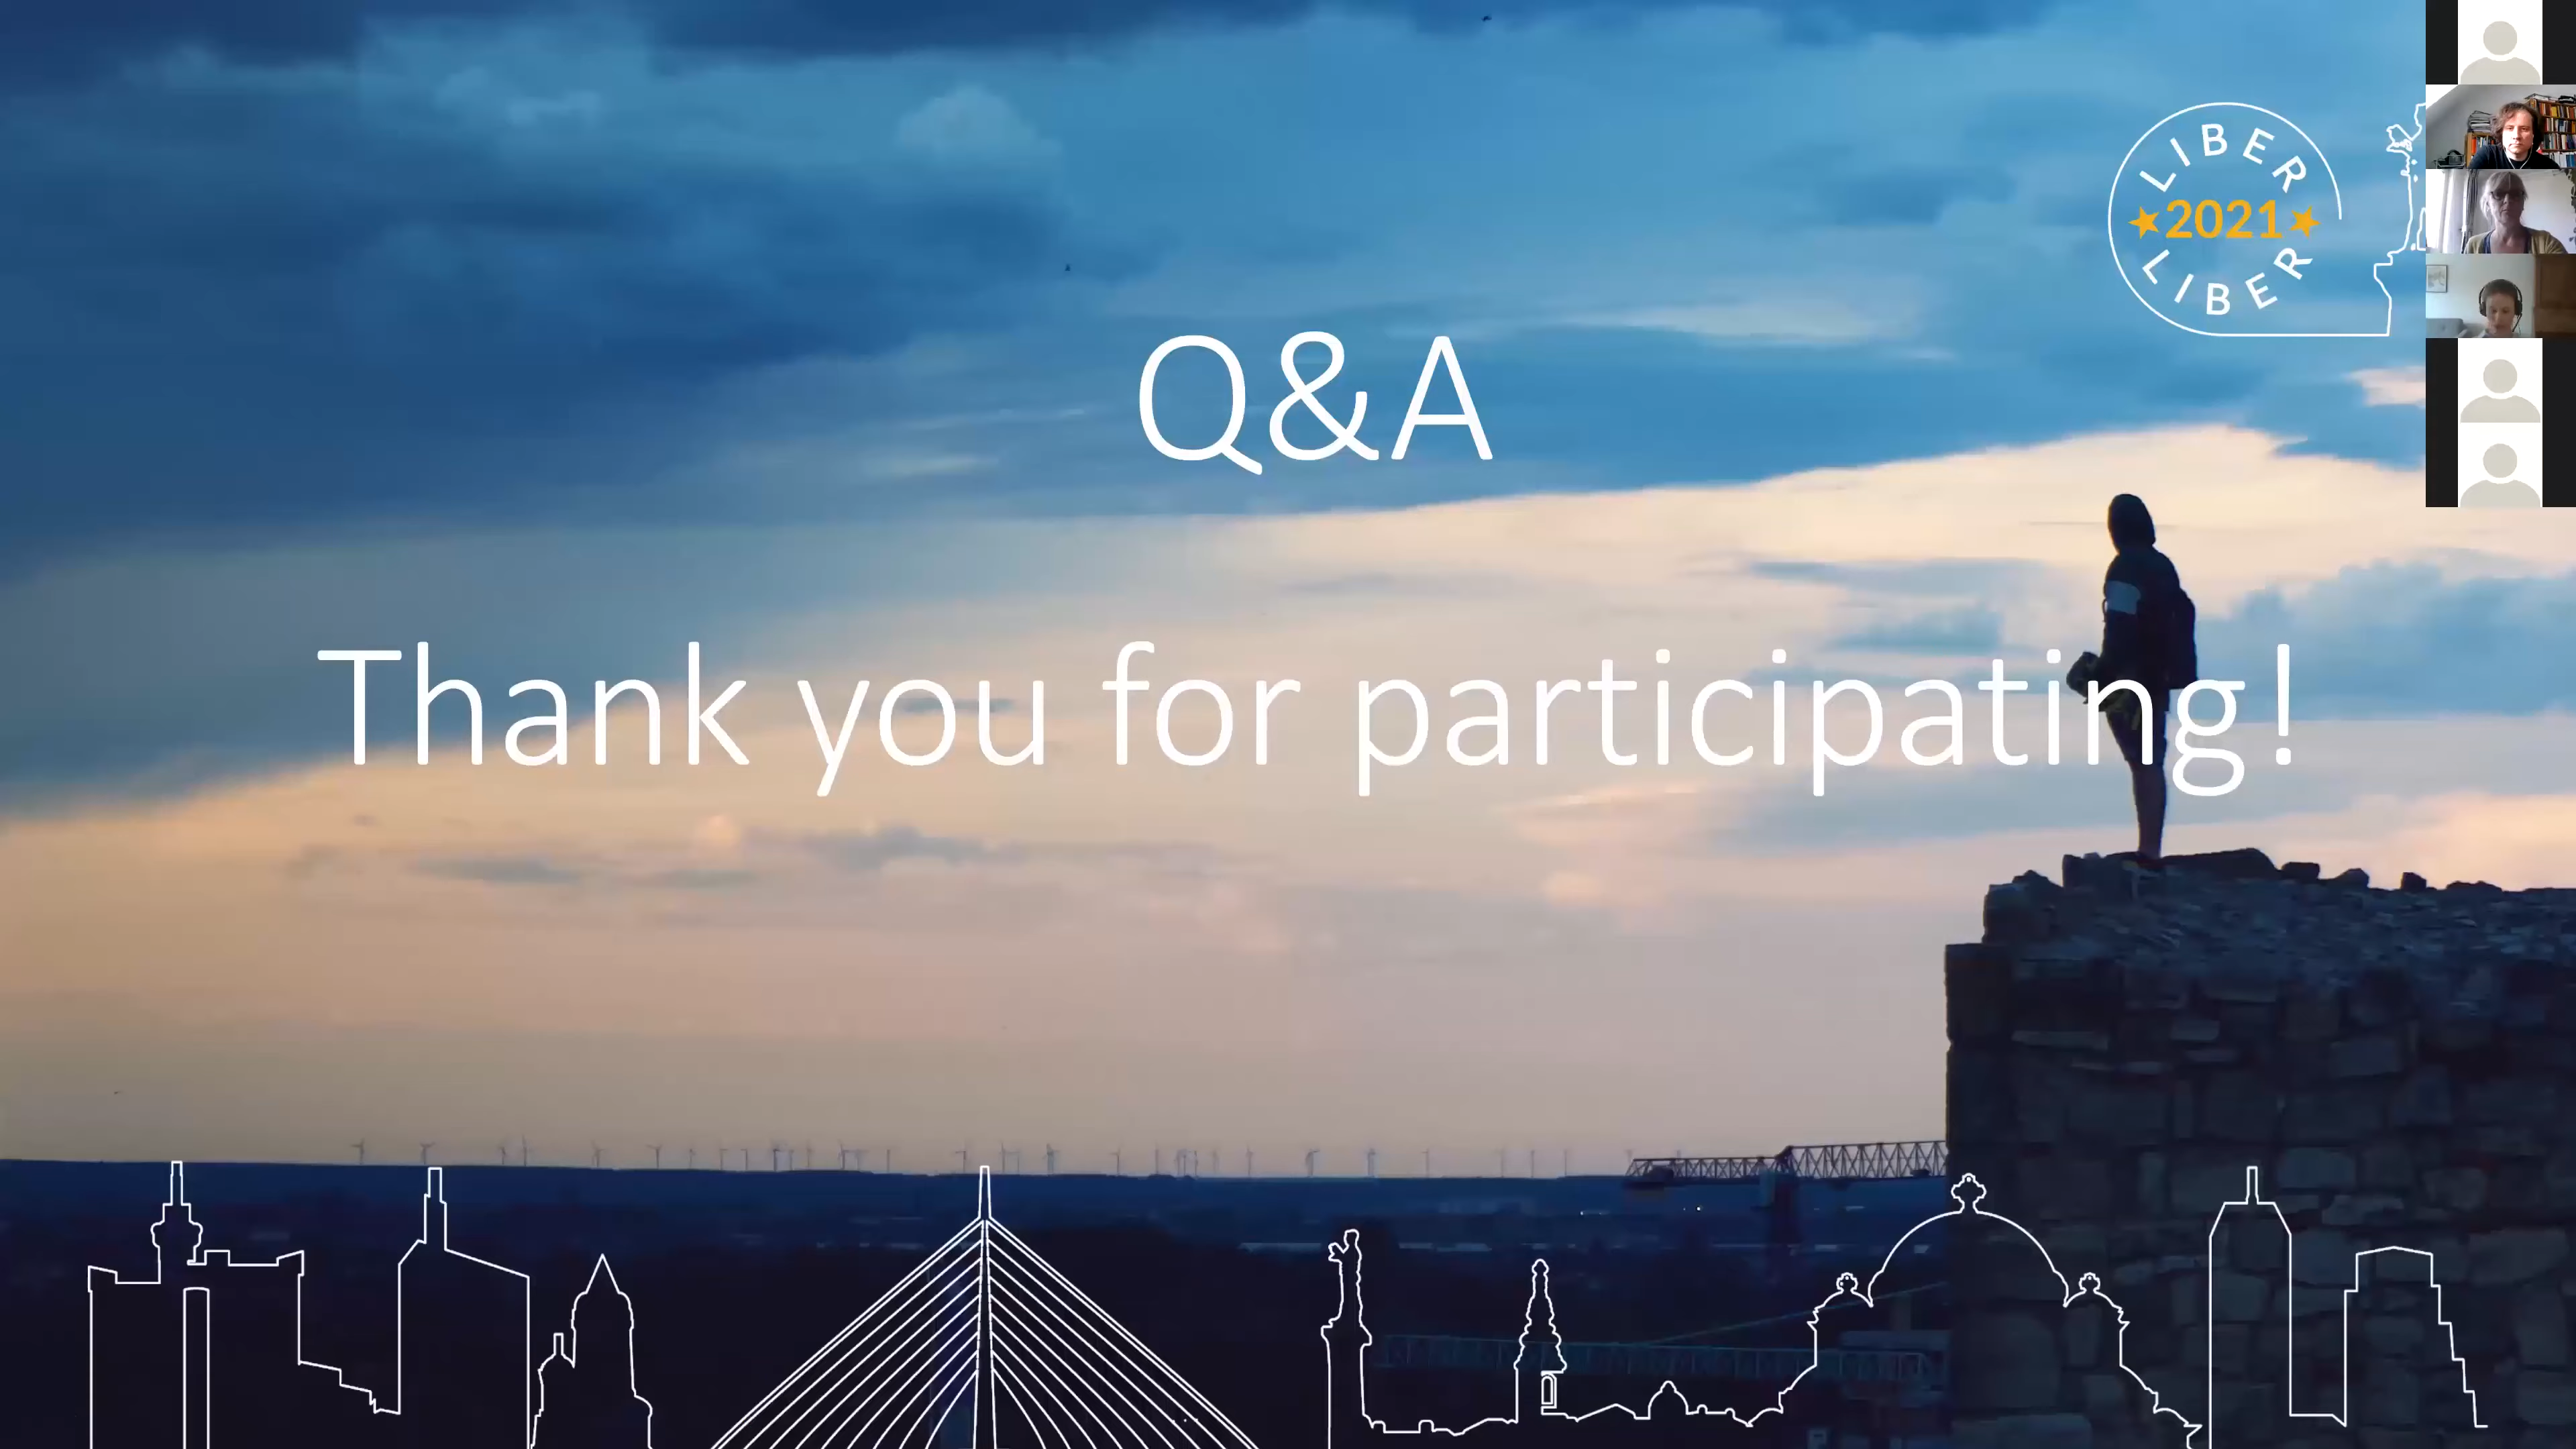 LIBER
★2021★
LIBER
Q&A
Thank you for participating!